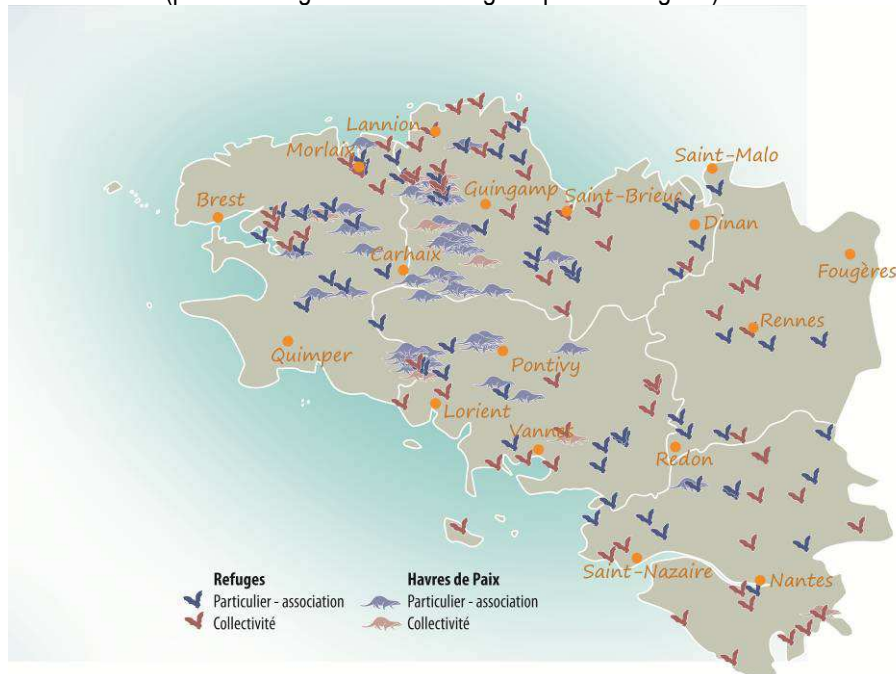 Lannion
Morlaix
Saint-Malo
Guingamp
Saint-Brieuc
Brest
Dinan
Carhaix
Fougères
Rennes
Quimper
Pontivy
Lorient
Vannes
Redon
Saint-Nazaire
Nantes
Refuges
Particulier - association
Collectivité
Havres de Paix
Particulier - association
Collectivité